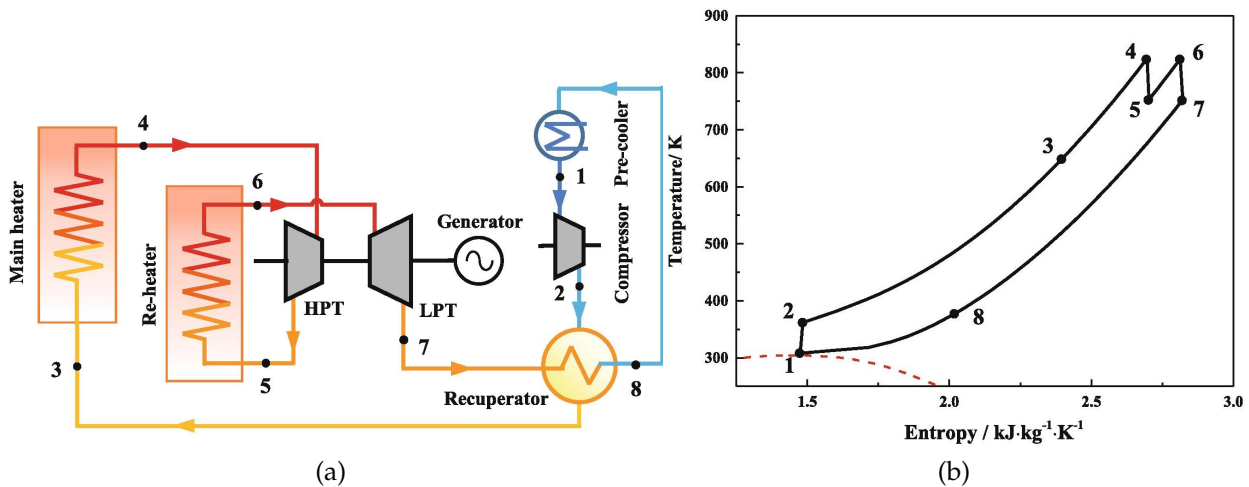 4
6
3
5
7
1
2
8
Main heater
Re-heater
HPT
LPT
Generator
Pre-cooler
Compressor
Recuperator
(a)
(b)
Temperature/ K
900
800
700
600
500
400
300
1.5
2.0
2.5
3.0
Entropy / kJ·kg⁻¹·K⁻¹
4
6
5
7
3
2
8
1
(b)